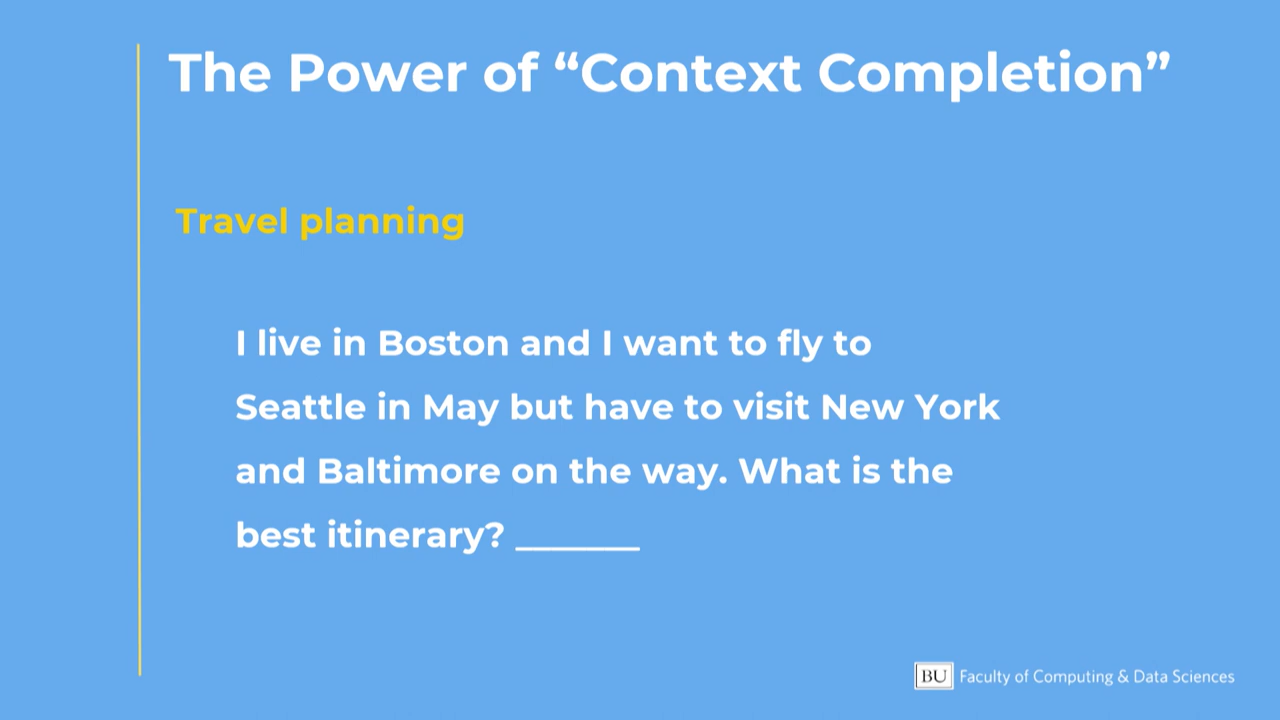 The Power of “Context Completion”
Travel planning
I live in Boston and I want to fly to
Seattle in May but have to visit New York
and Baltimore on the way. What is the
best itinerary? _______
BU Faculty of Computing & Data Sciences